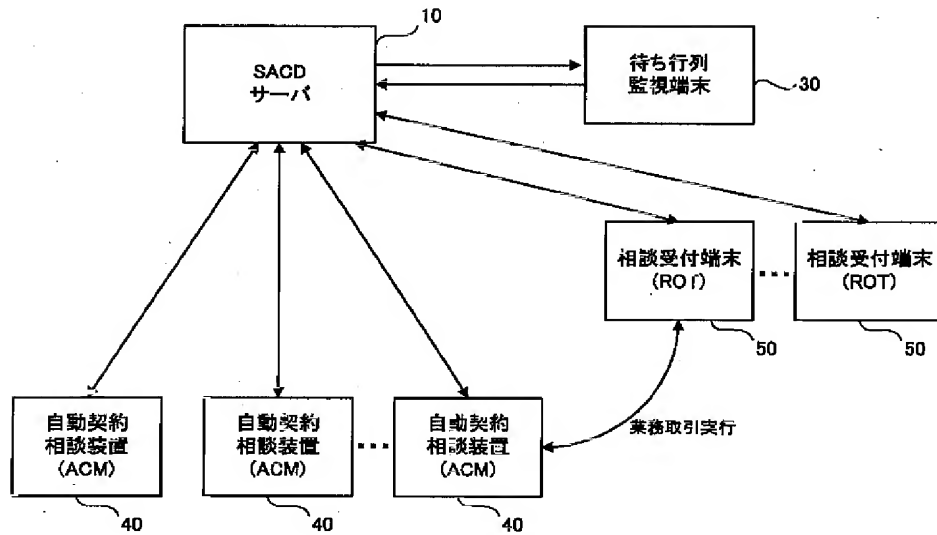 10
SACD
サーバ
待ち行列
監視端末
30
相談受付端末
(ROT)
相談受付端末
(ROT)
50
50
自動契約
相談装置
(ACM)
自動契約
相談装置
(ACM)
自動契約
相談装置
(ACM)
業務取引実行
40
40
40